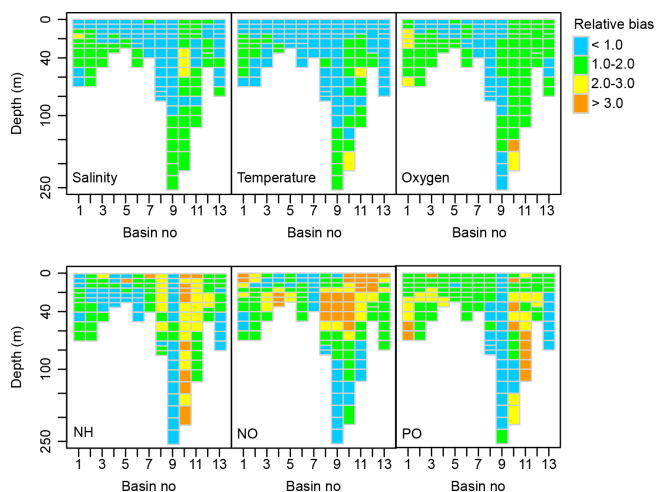 Relative bias
< 1.0
1.0-2.0
2.0-3.0
> 3.0
Depth (m)
0
40
100
250
Salinity
Temperature
Oxygen
1 3 5 7 9 11 13
1 3 5 7 9 11 13
1 3 5 7 9 11 13
Basin no
Basin no
Basin no
Depth (m)
0
40
100
250
NH
NO
PO
1 3 5 7 9 11 13
1 3 5 7 9 11 13
1 3 5 7 9 11 13
Basin no
Basin no
Basin no